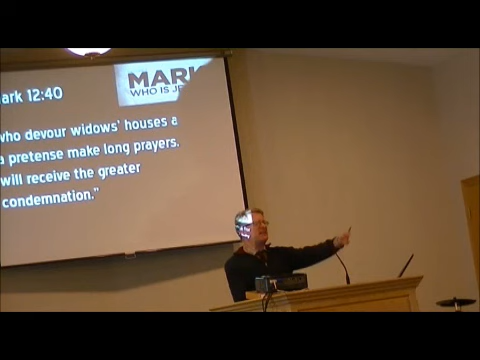 ark 12:40
MARK
WHO IS JE
who devour widows' houses a
a pretense make long prayers.
will receive the greater
condemnation."